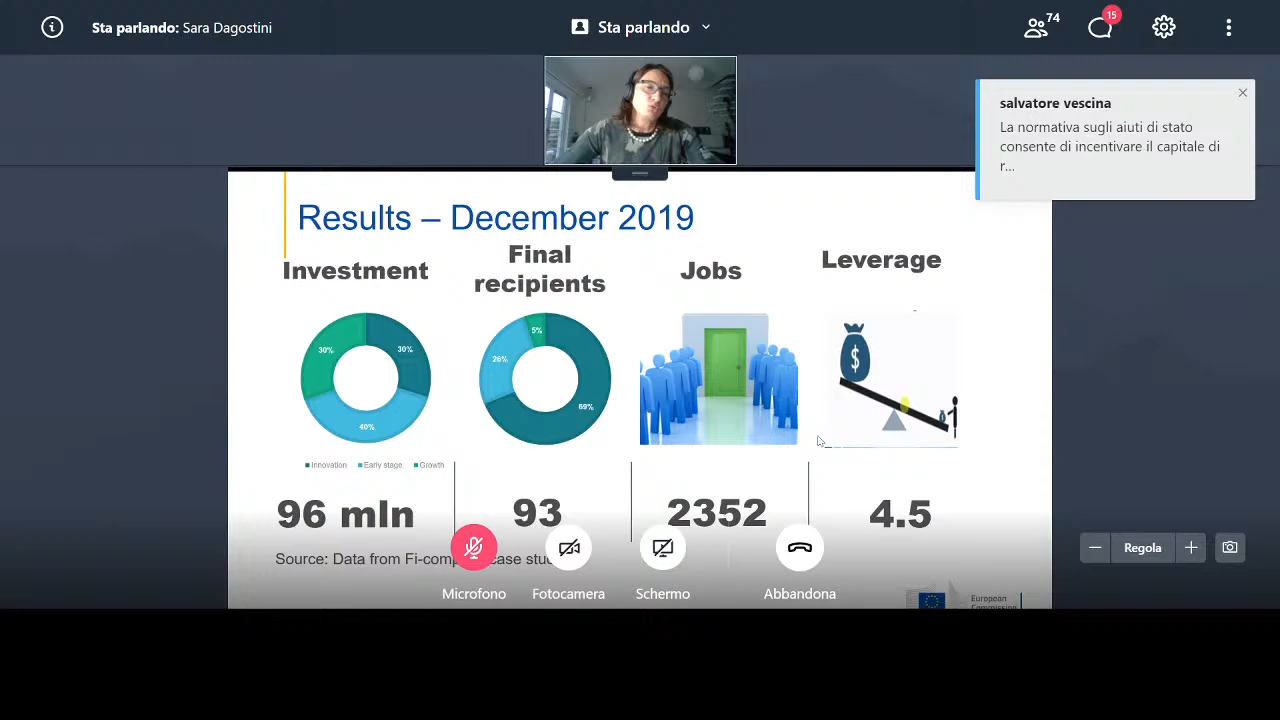 Sta parlando: Sara Dagostini
Sta parlando
74
15
salvatore vescina
La normativa sugli aiuti di stato
consente di incentivare il capitale di
r...
Results – December 2019
Investment
Final
recipients
Jobs
Leverage
30%
30%
40%
5%
26%
69%
$
Innovation Early stage Growth
96 mln
93
2352
4.5
Source: Data from Fi-comp case stu
Microfono
Fotocamera
Schermo
Abbandona
Regola
European
Commission